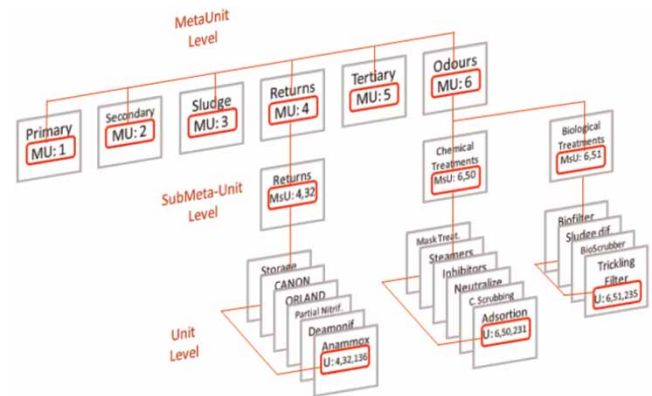 MetaUnit
Level
Primary
MU: 1
Secondary
MU: 2
Sludge
MU: 3
Returns
MU: 4
Tertiary
MU: 5
Odours
MU: 6
SubMeta-Unit
Level
Returns
MsU: 4,32
Chemical
Treatments
MsU: 6,50
Biological
Treatments
MsU: 6,51
Unit
Level
Storage
CANON
ORLAND
Partial Nitrif.
Deamonif
Anammox
U: 4,32,136
Mask Treat.
Steamers
Inhibitors
Neutralize
C. Scrubbing
Adsortion
U: 6,50,231
Biofilter
Sludge dif.
BioScrubber
Trickling
Filter
U: 6,51,235